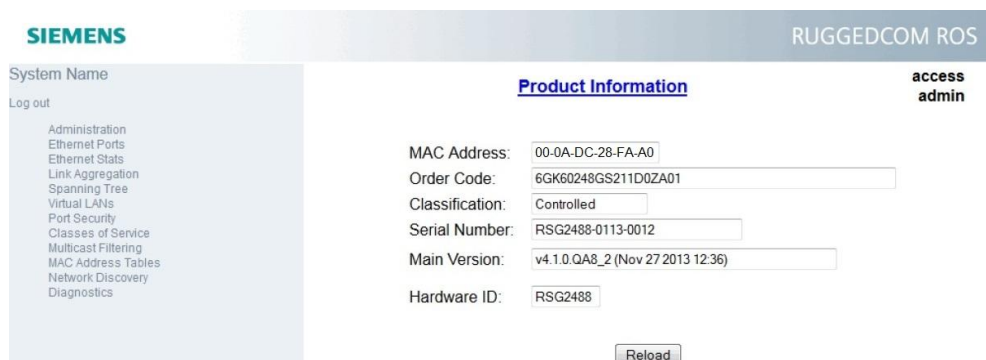 SIEMENS
RUGGEDCOM ROS
System Name
Log out
Administration
Ethernet Ports
Ethernet Stats
Link Aggregation
Spanning Tree
Virtual LANs
Port Security
Classes of Service
Multicast Filtering
MAC Address Tables
Network Discovery
Diagnostics
Product Information
access
admin
MAC Address: 00-0A-DC-28-FA-A0
Order Code: 6GK60248GS211D0ZA01
Classification: Controlled
Serial Number: RSG2488-0113-0012
Main Version: v4.1.0.QA8_2 (Nov 27 2013 12:36)
Hardware ID: RSG2488
Reload